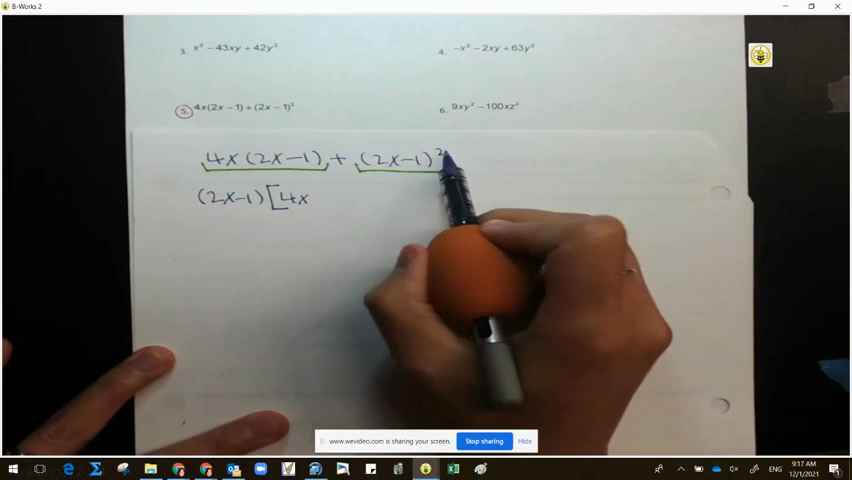 B-Works 2
3. x² − 43xy + 42y²
4. −x² − 2xy + 63y²
5. 4x(2x − 1) + (2x − 1)²
6. 9xy² − 100xz²
4x(2x−1) + (2x−1)²
(2x−1)[4x
www.wevideo.com is sharing your screen. Stop sharing Hide
9:17 AM
12/1/2021